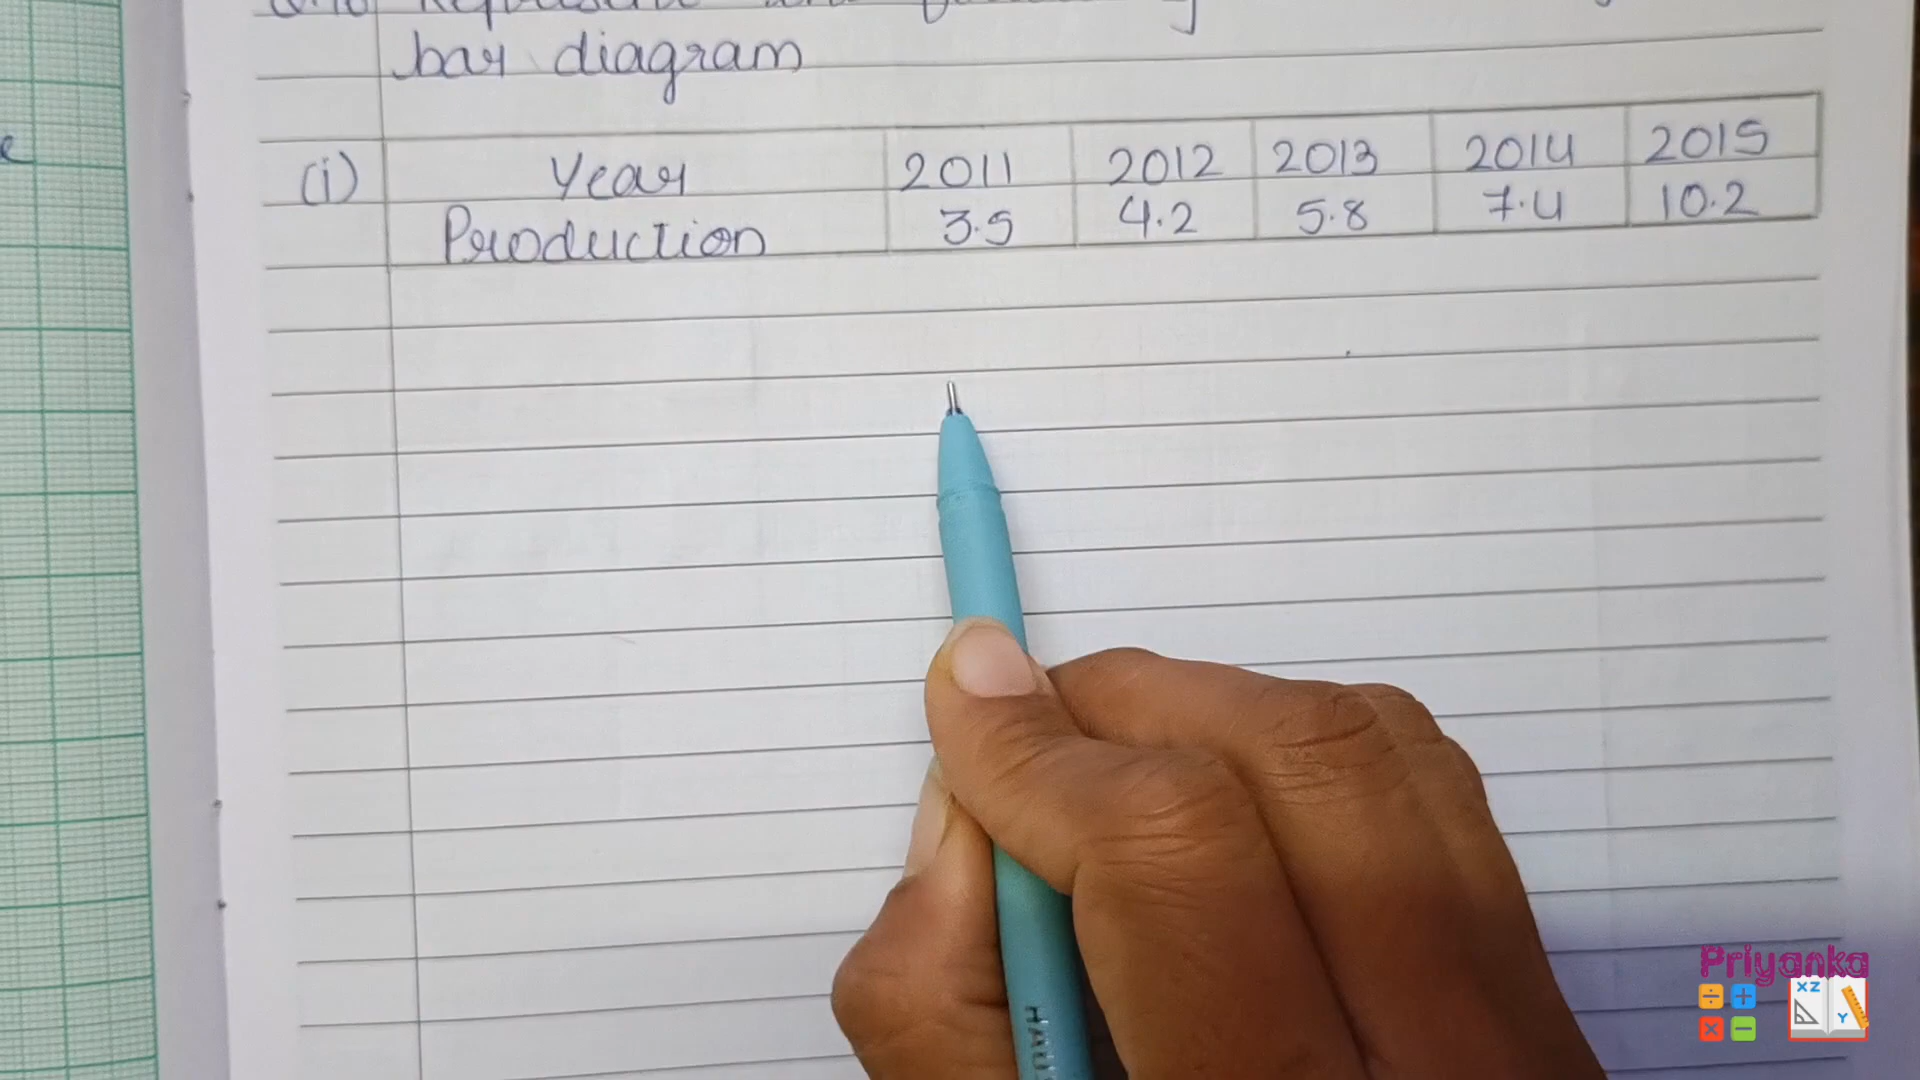 bar diagram
(i) Year 2011 2012 2013 2014 2015
Production 3.5 4.2 5.8 7.4 10.2
Priyanka
XZ
Y